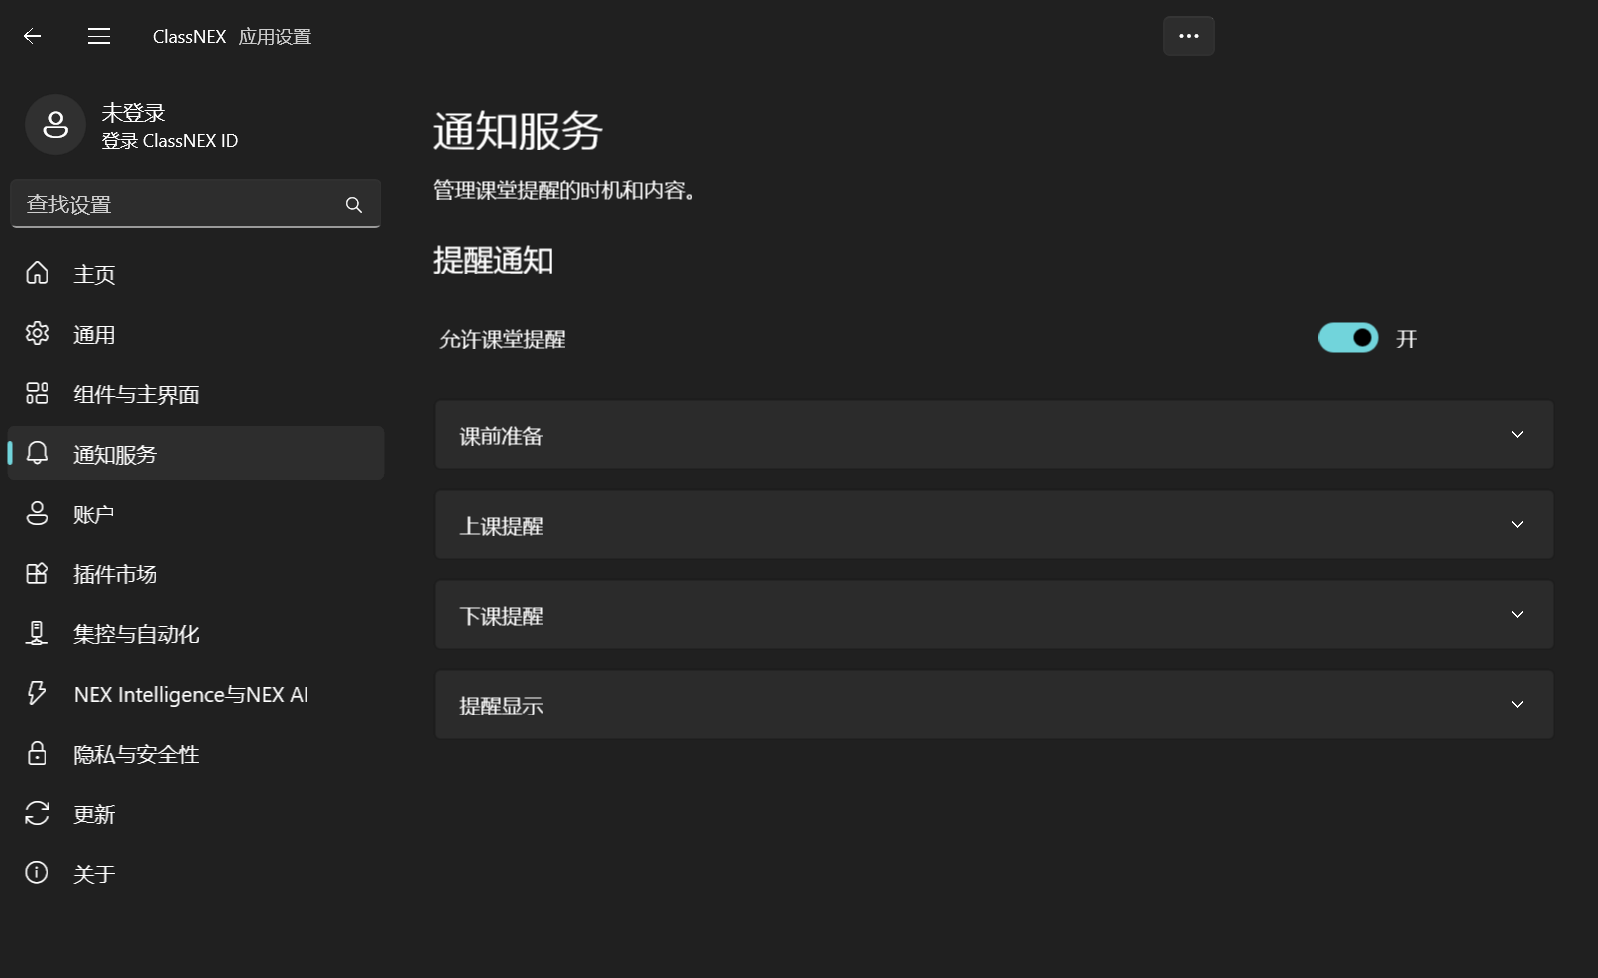 ClassNEX 应用设置
未登录
登录 ClassNEX ID
查找设置
主页
通用
组件与主界面
通知服务
账户
插件市场
集控与自动化
NEX Intelligence与NEX AI
隐私与安全性
更新
关于
通知服务
管理课堂提醒的时机和内容。
提醒通知
允许课堂提醒
开
课前准备
上课提醒
下课提醒
提醒显示